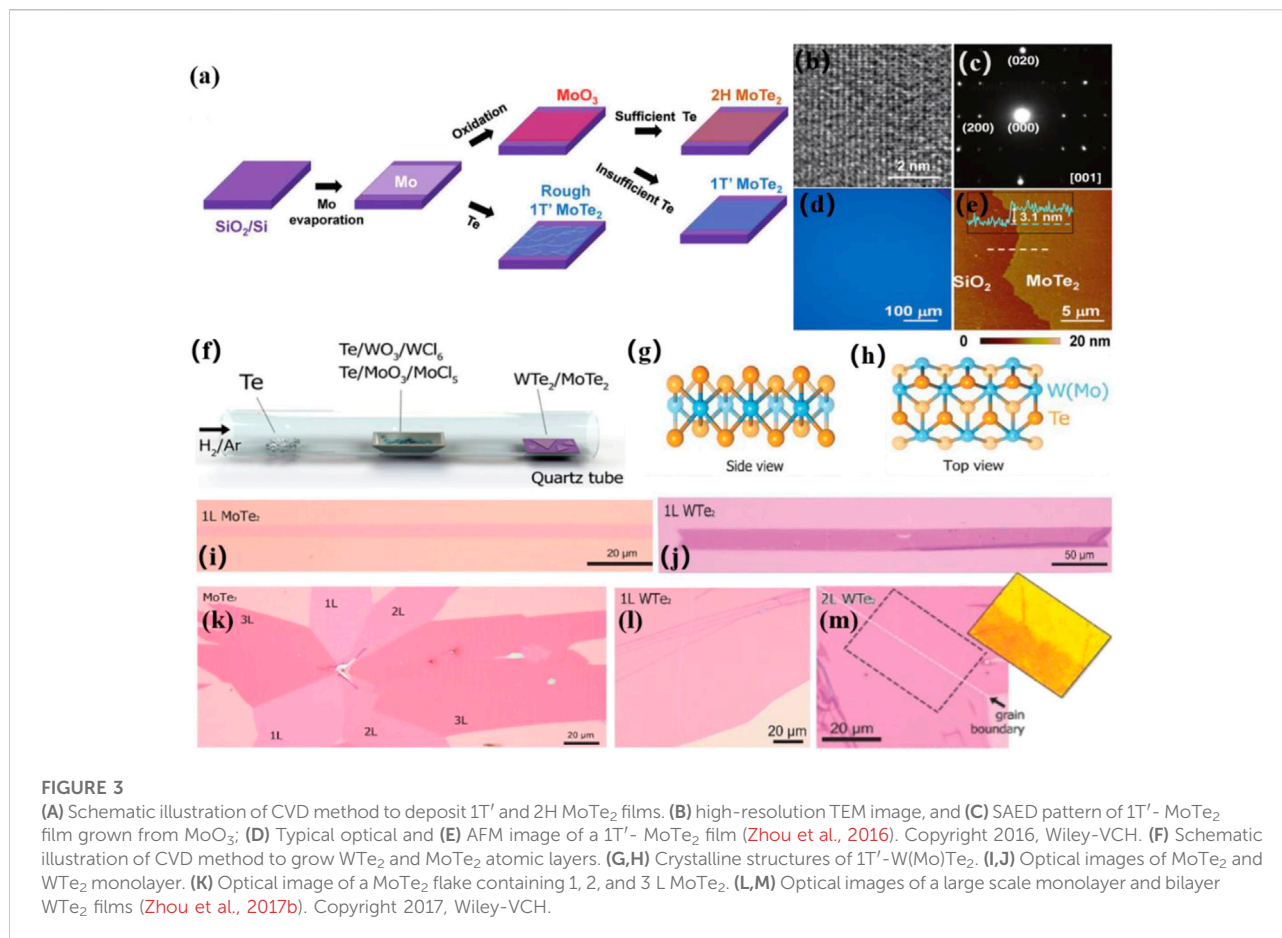 (a)
MoO₃
2H MoTe₂
Oxidation
Sufficient Te
Mo
Insufficient Te
Mo
evaporation
SiO₂/Si
Te
Rough
1T' MoTe₂
1T' MoTe₂
(b)
2 nm
(c)
(020)
(200)
(000)
[001]
(d)
100 μm
(e)
3.1 nm
SiO₂
MoTe₂
5 μm
0
20 nm
(f)
Te
Te/WO₃/WCl₆
Te/MoO₃/MoCl₅
WTe₂/MoTe₂
H₂/Ar
Quartz tube
(g)
Side view
(h)
W(Mo)
Te
Top view
1L MoTe₂
(i)
20 μm
1L WTe₂
(j)
50 μm
MoTe₂
(k)
1L
2L
3L
1L
2L
3L
20 μm
1L WTe₂
(l)
20 μm
2L WTe₂
(m)
grain
boundary
20 μm
FIGURE 3
(A) Schematic illustration of CVD method to deposit 1T′ and 2H MoTe₂ films. (B) high-resolution TEM image, and (C) SAED pattern of 1T′- MoTe₂
film grown from MoO₃; (D) Typical optical and (E) AFM image of a 1T′- MoTe₂ film (Zhou et al., 2016). Copyright 2016, Wiley-VCH. (F) Schematic
illustration of CVD method to grow WTe₂ and MoTe₂ atomic layers. (G,H) Crystalline structures of 1T′-W(Mo)Te₂. (I,J) Optical images of MoTe₂ and
WTe₂ monolayer. (K) Optical image of a MoTe₂ flake containing 1, 2, and 3 L MoTe₂. (L,M) Optical images of a large scale monolayer and bilayer
WTe₂ films (Zhou et al., 2017b). Copyright 2017, Wiley-VCH.